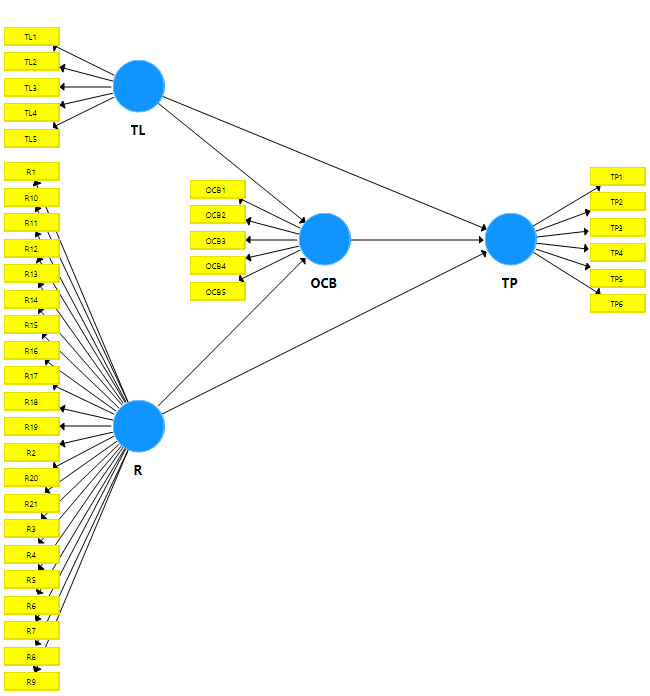 TL1
TL2
TL3
TL4
TL5
TL
R1
R10
R11
R12
R13
R14
R15
R16
R17
R18
R19
R2
R20
R21
R3
R4
R5
R6
R7
R8
R9
R
OCB1
OCB2
OCB3
OCB4
OCB5
OCB
TP
TP1
TP2
TP3
TP4
TP5
TP6